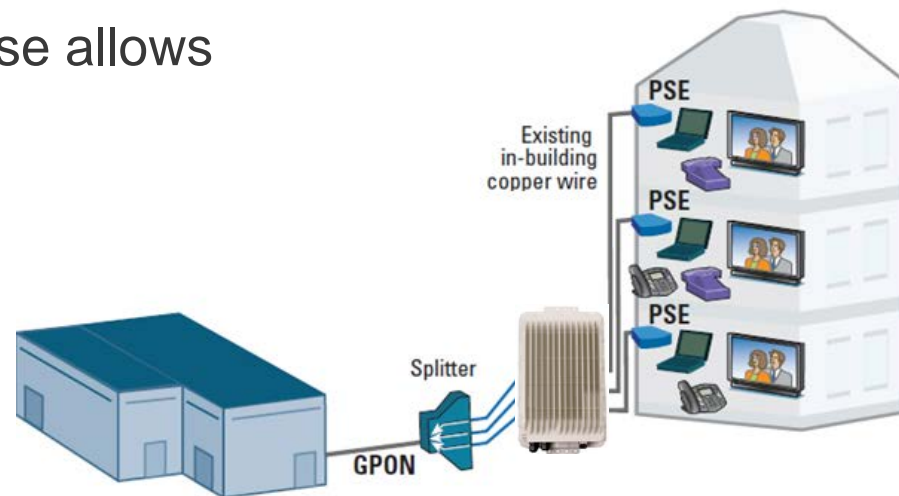 se allows
PSE
Existing
in-building
copper wire
PSE
PSE
Splitter
GPON